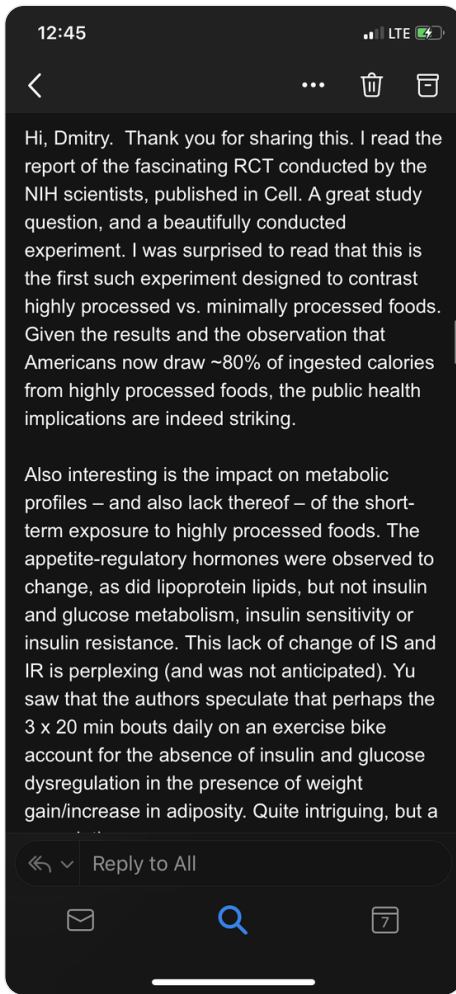 12:45
LTE
Hi, Dmitry.  Thank you for sharing this. I read the
report of the fascinating RCT conducted by the
NIH scientists, published in Cell. A great study
question, and a beautifully conducted
experiment. I was surprised to read that this is
the first such experiment designed to contrast
highly processed vs. minimally processed foods.
Given the results and the observation that
Americans now draw ~80% of ingested calories
from highly processed foods, the public health
implications are indeed striking.
Also interesting is the impact on metabolic
profiles – and also lack thereof – of the short-
term exposure to highly processed foods. The
appetite-regulatory hormones were observed to
change, as did lipoprotein lipids, but not insulin
and glucose metabolism, insulin sensitivity or
insulin resistance. This lack of change of IS and
IR is perplexing (and was not anticipated). Yu
saw that the authors speculate that perhaps the
3 x 20 min bouts daily on an exercise bike
account for the absence of insulin and glucose
dysregulation in the presence of weight
gain/increase in adiposity. Quite intriguing, but a
Reply to All
7